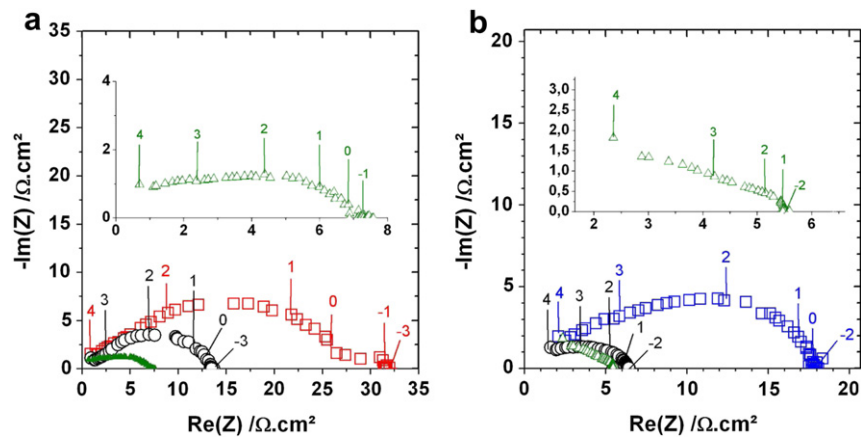 a
b
-Im(Z) /Ω.cm²
35
30
25
20
15
10
5
0
0 5 10 15 20 25 30 35
Re(Z) /Ω.cm²
4
2
0
0 2 4 6 8
4 3 2 1 0 -1
4 3 2 2 1 1 0 0 -3 -1 -3
-Im(Z) /Ω.cm²
20
15
10
5
0
0 5 10 15 20
Re(Z) /Ω.cm²
3,0
2,5
2,0
1,5
1,0
0,5
0,0
2 3 4 5 6
4 3 2 1 -2
4 4 3 3 2 2 1 1 0 -2 -2